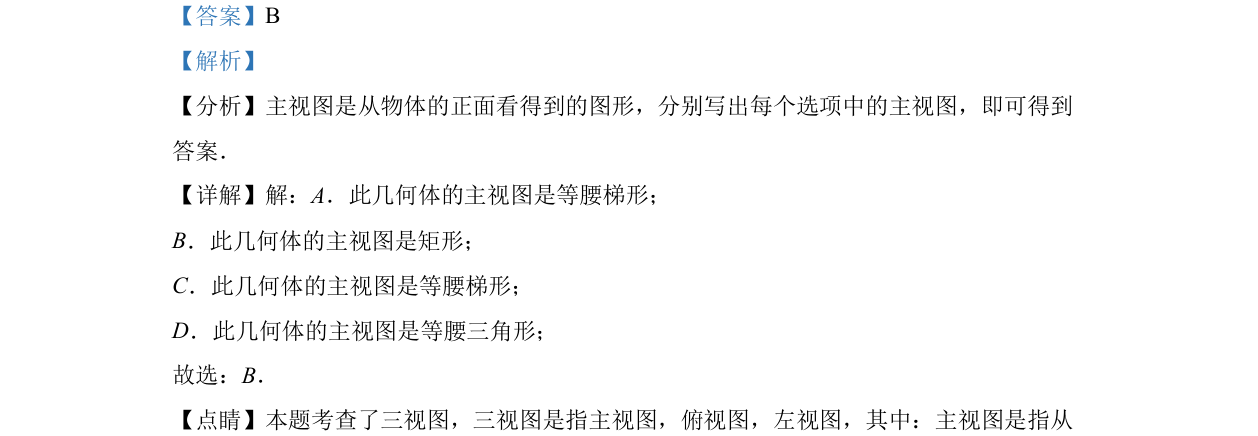 【答案】B
【解析】
【分析】主视图是从物体的正面看得到的图形，分别写出每个选项中的主视图，即可得到
答案．
【详解】解：A．此几何体的主视图是等腰梯形；
B．此几何体的主视图是矩形；
C．此几何体的主视图是等腰梯形；
D．此几何体的主视图是等腰三角形；
故选：B．
【点睛】本题考查了三视图，三视图是指主视图，俯视图，左视图，其中：主视图是指从